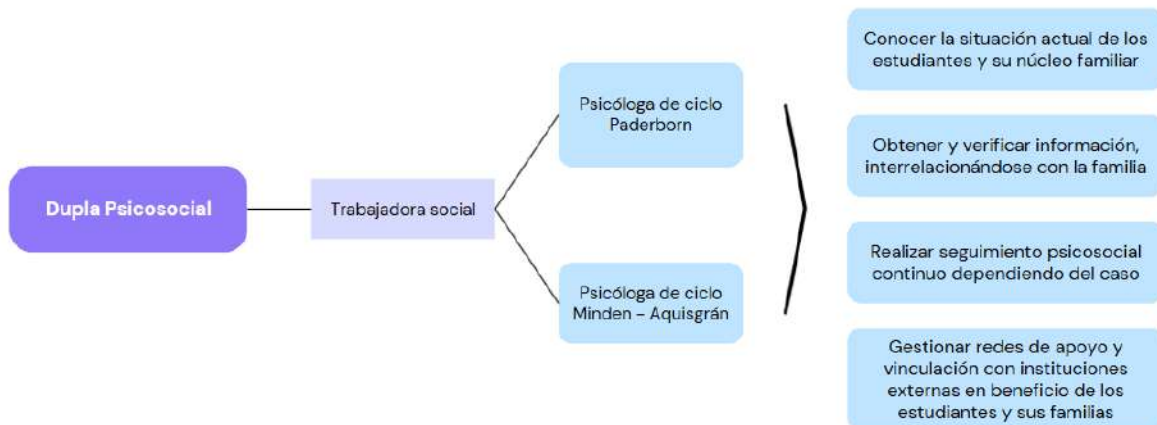 Dupla Psicosocial
Trabajadora social
Psicóloga de ciclo
Paderborn
Psicóloga de ciclo
Minden - Aquisgrán
Conocer la situación actual de los
estudiantes y su núcleo familiar
Obtener y verificar información,
interrelacionándose con la familia
Realizar seguimiento psicosocial
continuo dependiendo del caso
Gestionar redes de apoyo y
vinculación con instituciones
externas en beneficio de los
estudiantes y sus familias